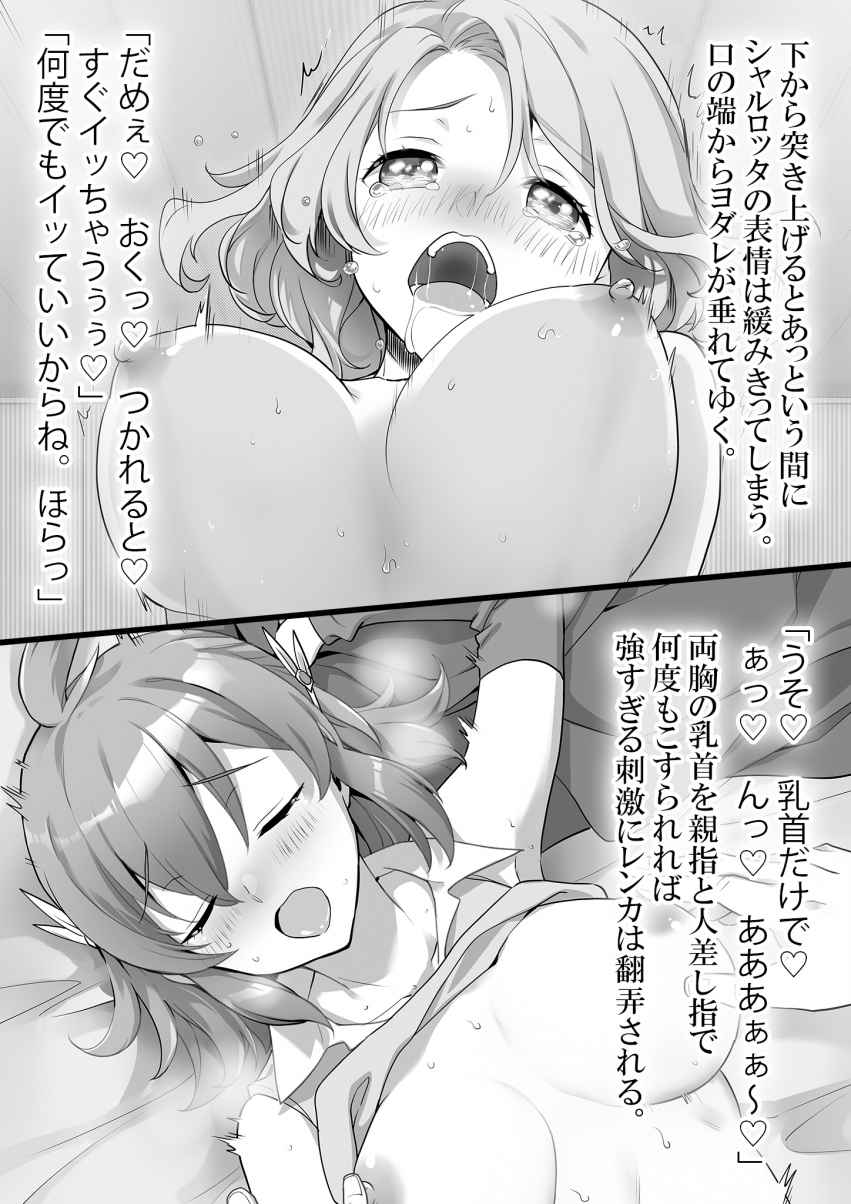 下から突き上げるとあっという間に
シャルロッタの表情は緩みきってしまう。
口の端からヨダレが垂れてゆく。
「だめぇ♡　おくっ♡　つかれると♡
すぐイッちゃうぅぅ♡」
「何度でもイッていいからね。ほらっ」
「うそ♡　乳首だけで♡
ぁっ♡　んっ♡　あああぁぁ～♡」
両胸の乳首を親指と人差し指で
何度もこすられれば
強すぎる刺激にレンカは翻弄される。